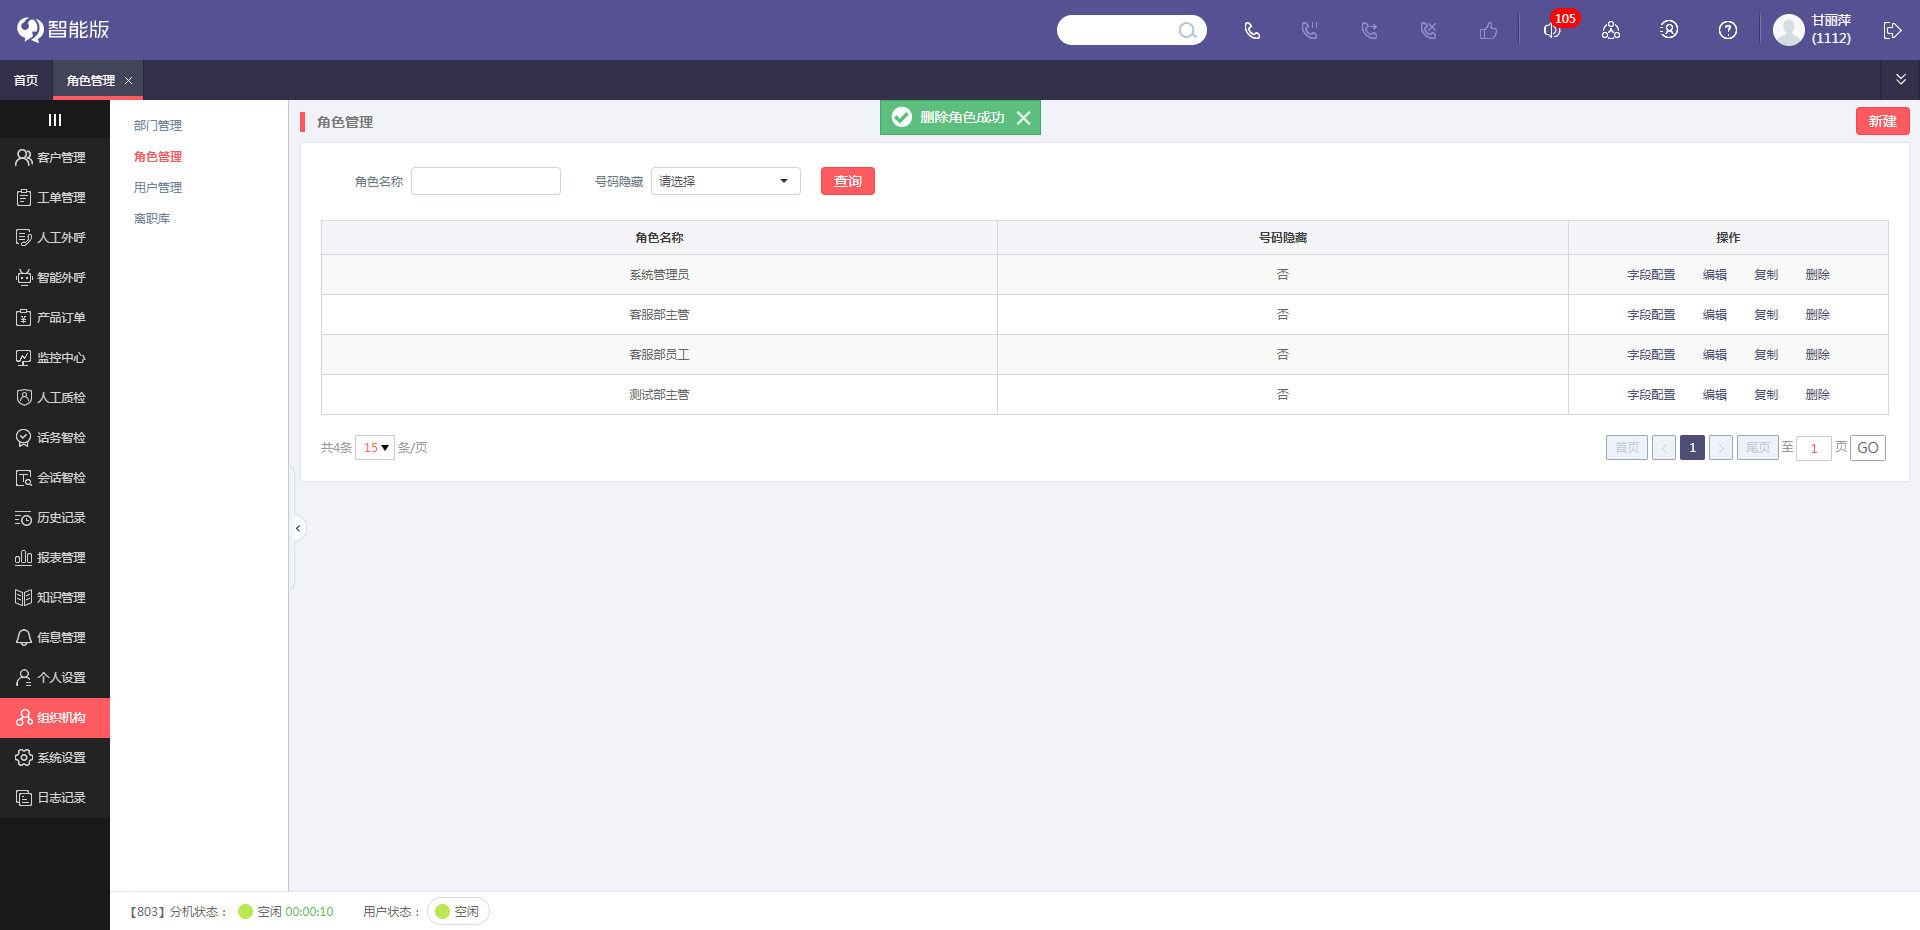 智能版
105
甘丽萍
(1112)
首页
角色管理
部门管理
角色管理
用户管理
离职库
客户管理
工单管理
人工外呼
智能外呼
产品订单
监控中心
人工质检
话务智检
会话智检
历史记录
报表管理
知识管理
信息管理
个人设置
组织机构
系统设置
日志记录
角色管理
删除角色成功
新建
角色名称
号码隐藏 请选择
查询
角色名称 号码隐藏 操作
系统管理员 否 字段配置 编辑 复制 删除
客服部主管 否 字段配置 编辑 复制 删除
客服部员工 否 字段配置 编辑 复制 删除
测试部主管 否 字段配置 编辑 复制 删除
共4条 15 条/页
首页 < 1 > 尾页 至 1 页 GO
【803】分机状态： 空闲 00:00:10 用户状态： 空闲